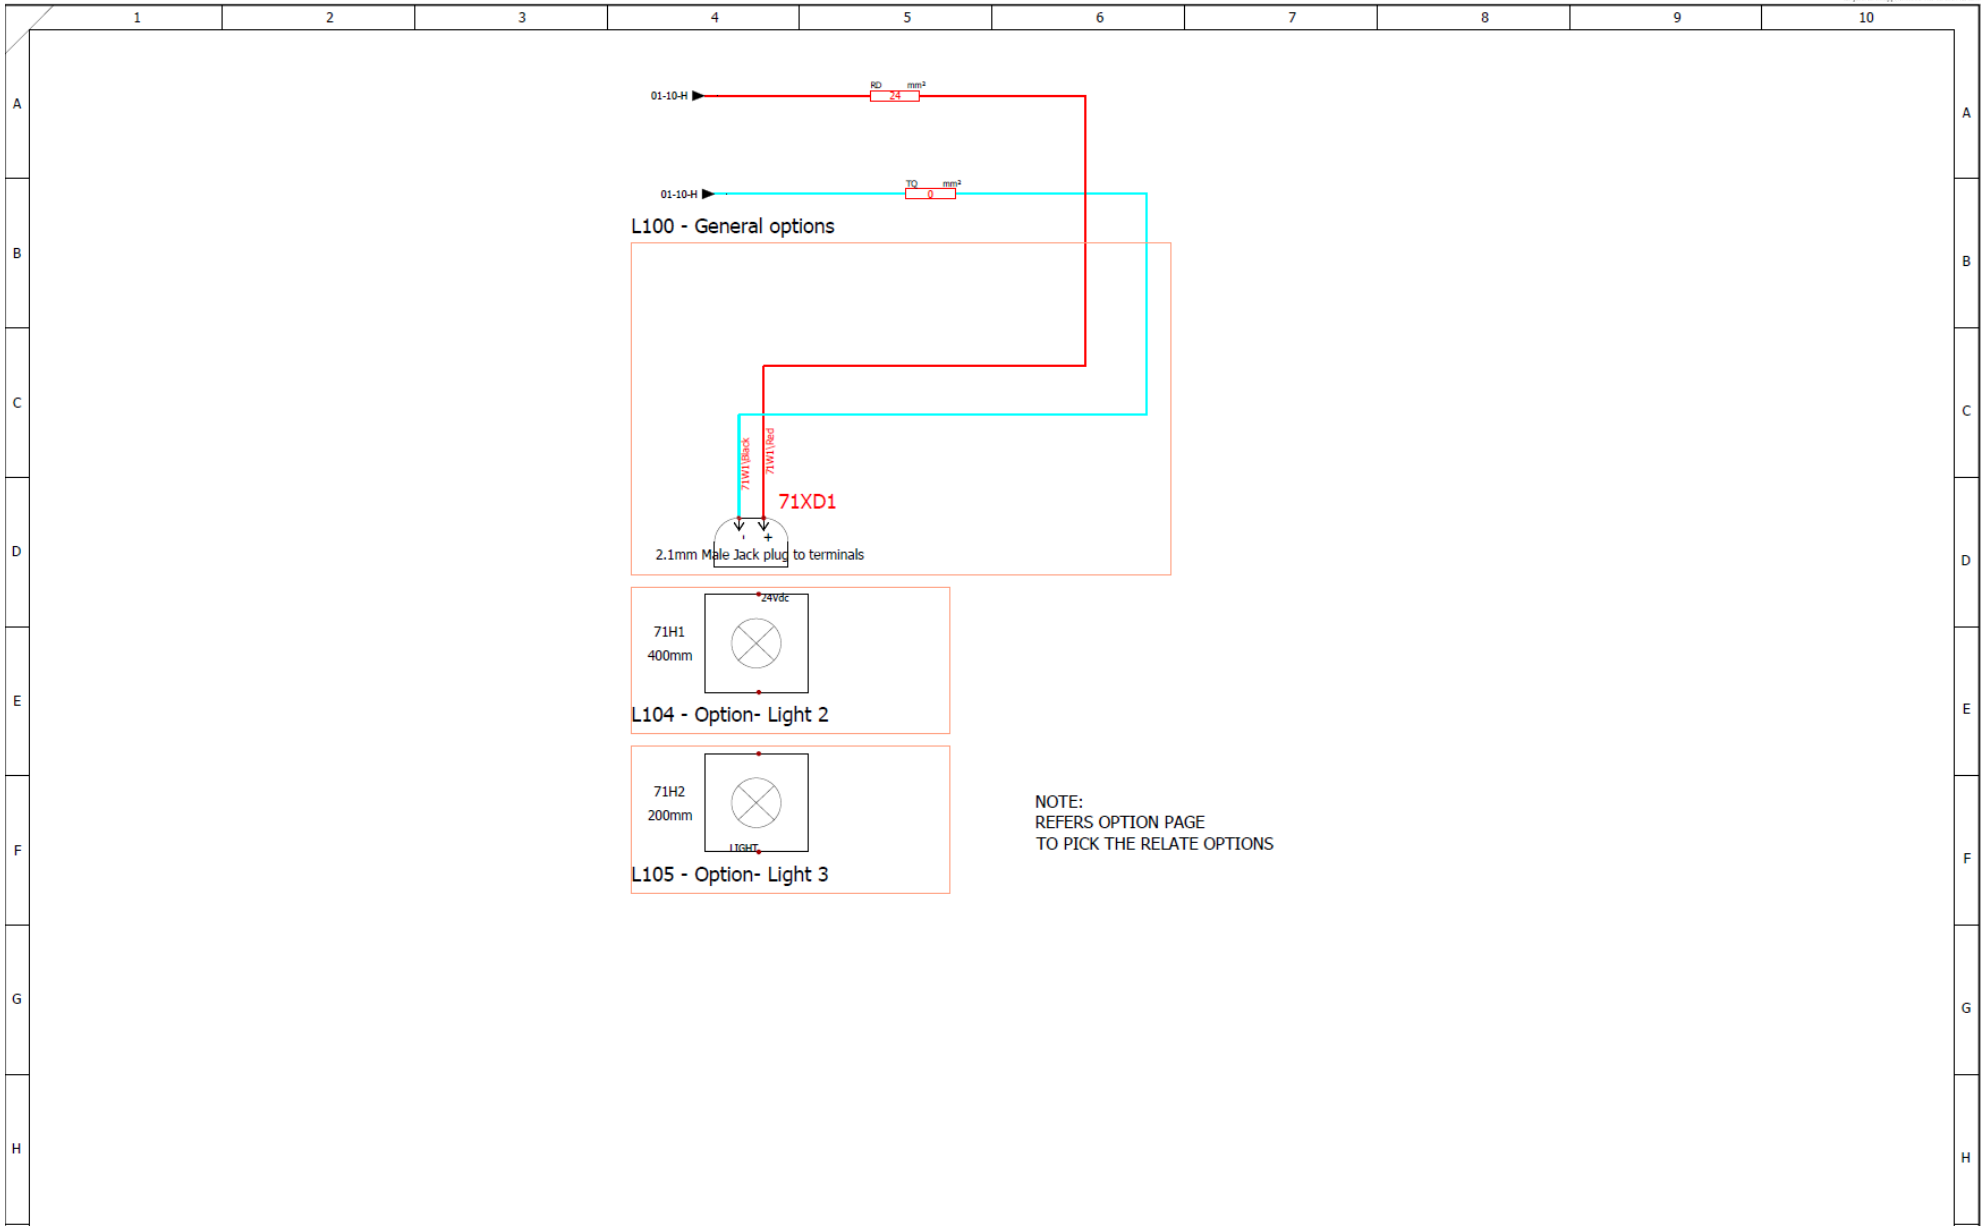 1 2 3 4 5 6 7 8 9 10
A
A
RD mm²
01-10-H 24
TQ mm²
01-10-H 0
L100 - General options
B
B
C
C
71W1\Black
71W1\Red
71XD1
- +
D
2.1mm Male Jack plug to terminals
D
24Vdc
71H1
400mm
E
E
L104 - Option- Light 2
71H2
200mm
NOTE:
REFERS OPTION PAGE
TO PICK THE RELATE OPTIONS
LIGHT
F
F
L105 - Option- Light 3
G
G
H
H